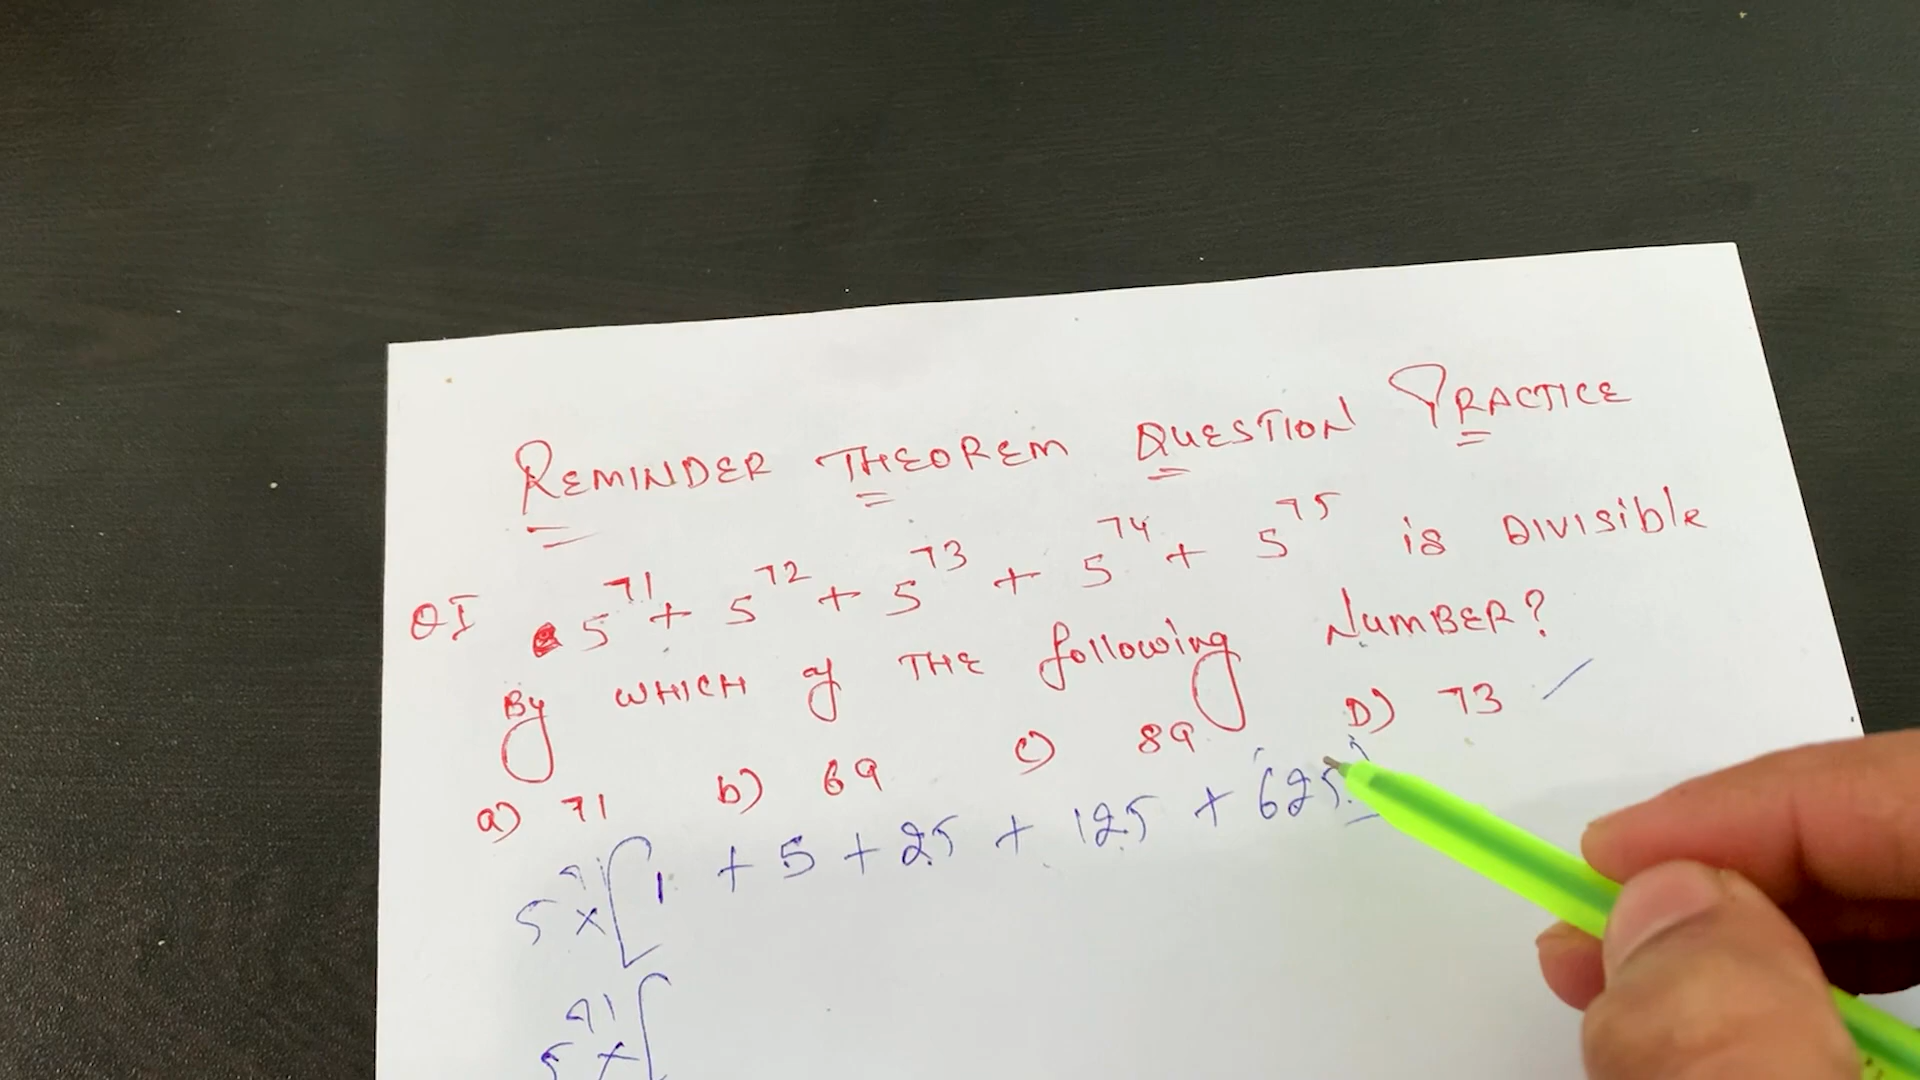 REMINDER THEOREM QUESTION PRACTICE
QI 5^71 + 5^72 + 5^73 + 5^74 + 5^75 is DIVISIBLE
By WHICH of THE following NUMBER?
a) 71 b) 69 c) 89 D) 73
5^71 × [ 1 + 5 + 25 + 125 + 625
5^71 × [